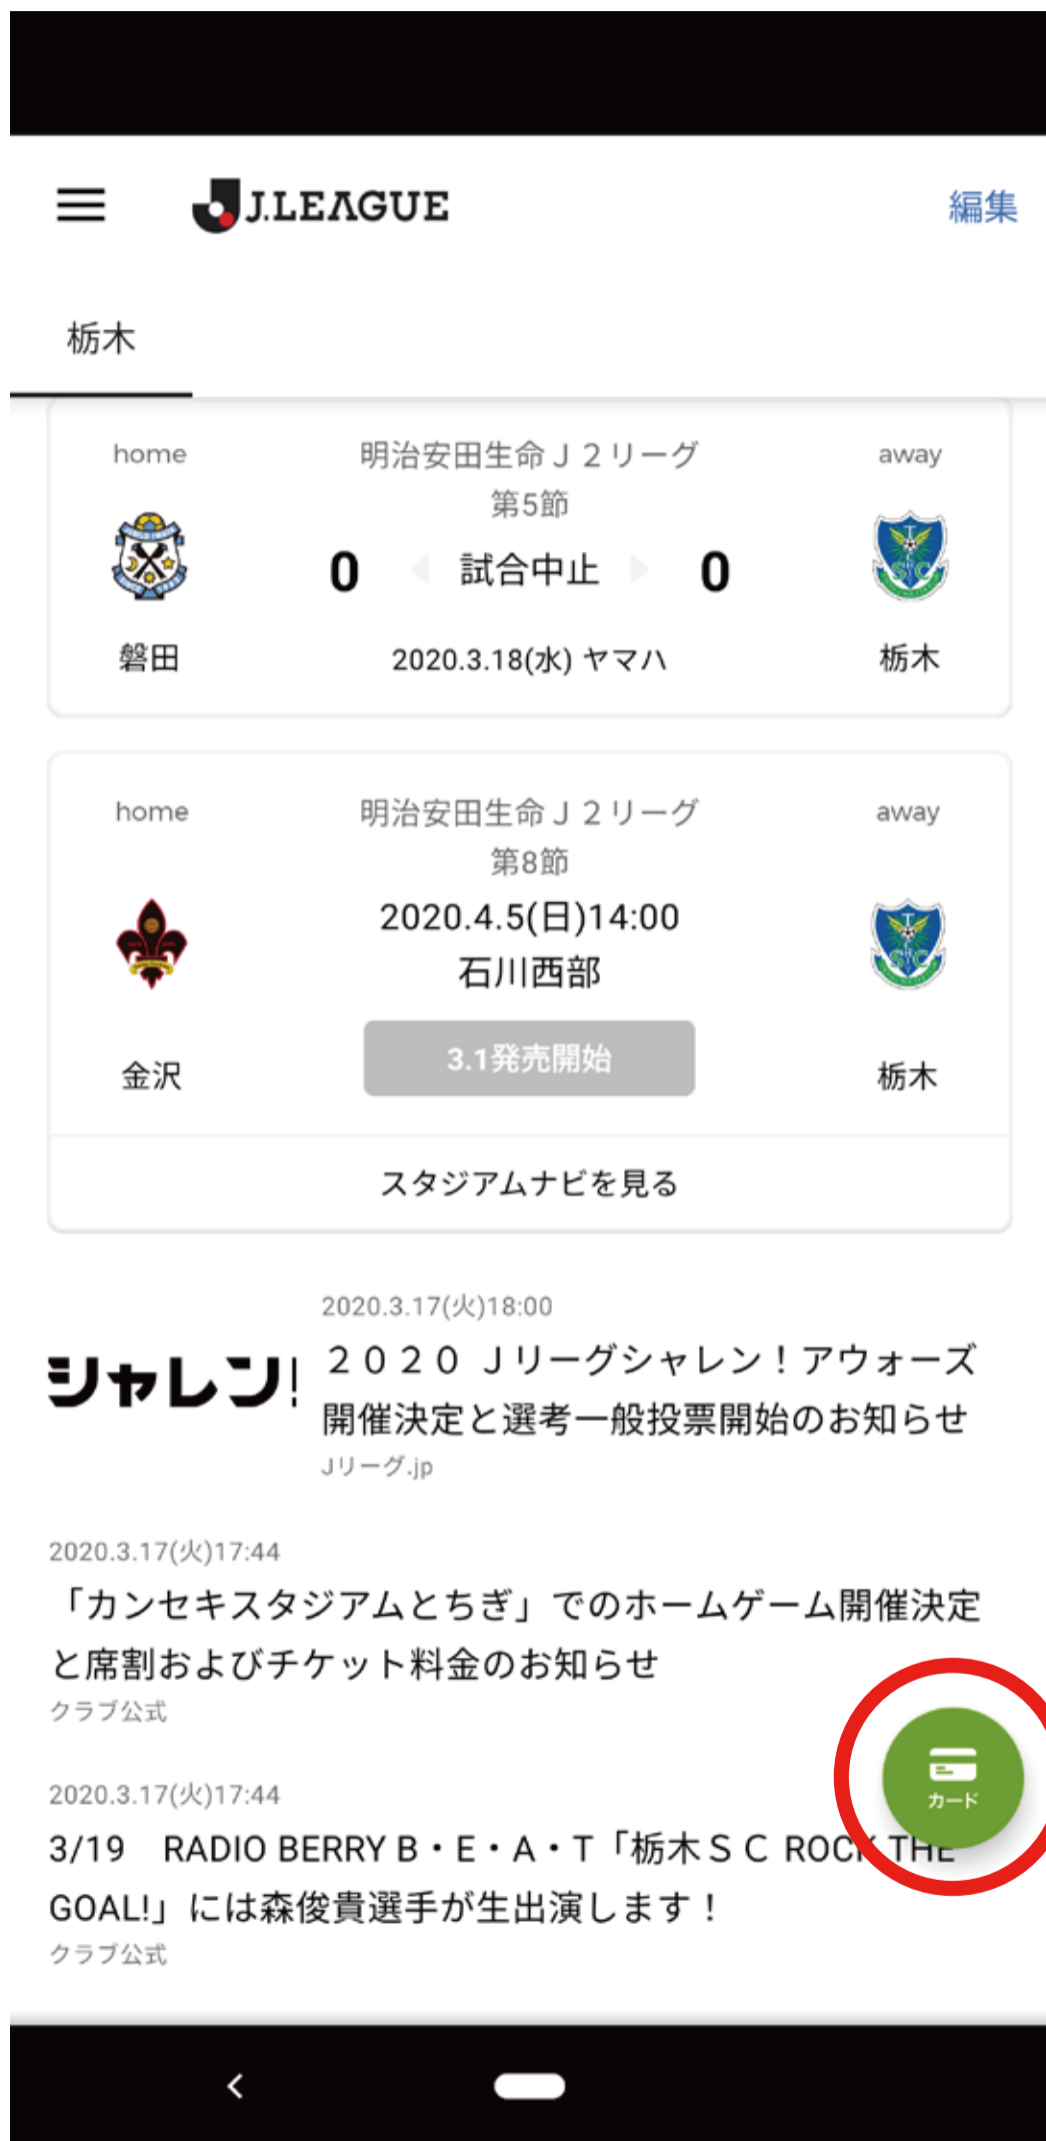 J.LEAGUE
編集
栃木
home
明治安田生命Ｊ２リーグ
away
第5節
0
試合中止
0
磐田
2020.3.18(水) ヤマハ
栃木
home
明治安田生命Ｊ２リーグ
away
第8節
2020.4.5(日)14:00
石川西部
金沢
3.1発売開始
栃木
スタジアムナビを見る
2020.3.17(火)18:00
シャレン!
２０２０ Ｊリーグシャレン！アウォーズ
開催決定と選考一般投票開始のお知らせ
Jリーグ.jp
2020.3.17(火)17:44
「カンセキスタジアムとちぎ」でのホームゲーム開催決定
と席割およびチケット料金のお知らせ
クラブ公式
カード
2020.3.17(火)17:44
3/19　RADIO BERRY B・E・A・T「栃木ＳＣ ROCK THE
GOAL!」には森俊貴選手が生出演します！
クラブ公式